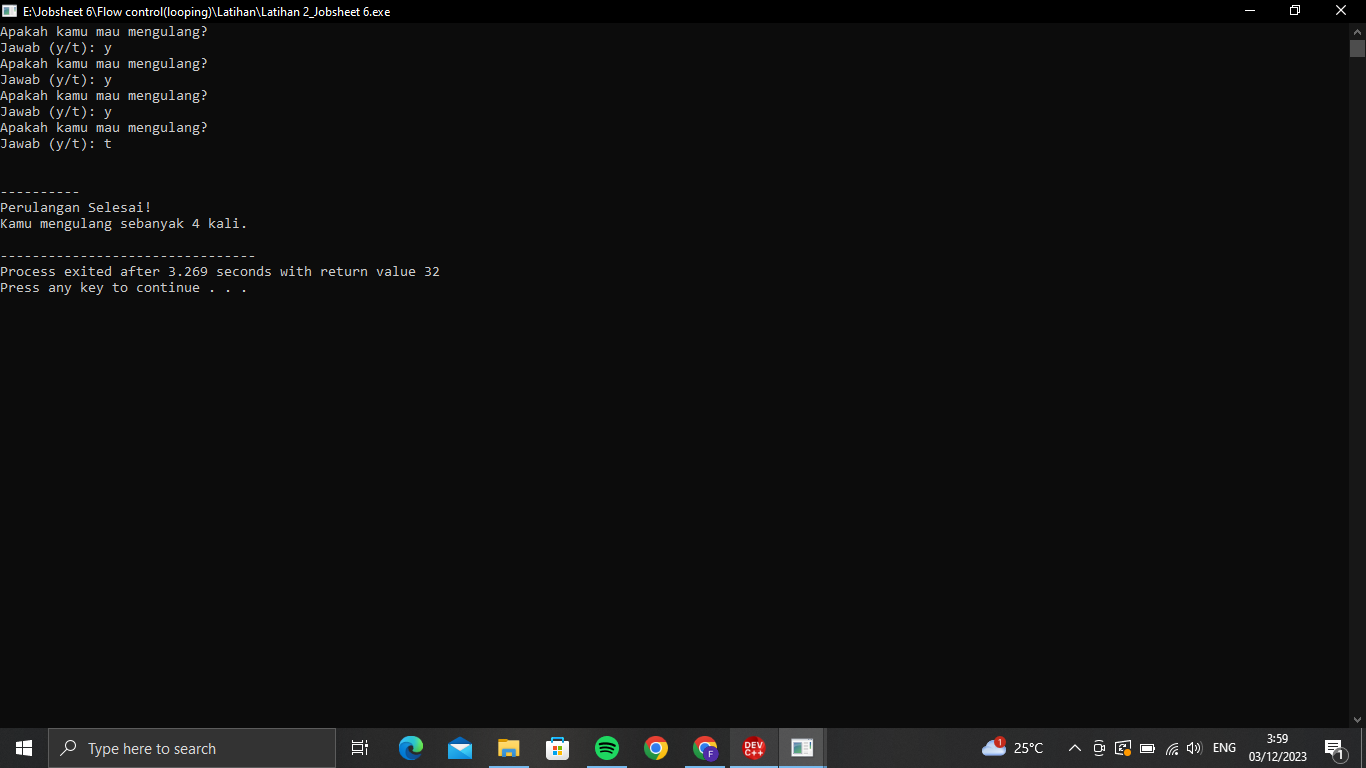 E:\Jobsheet 6\Flow control(looping)\Latihan\Latihan 2_Jobsheet 6.exe
Apakah kamu mau mengulang?
Jawab (y/t): y
Apakah kamu mau mengulang?
Jawab (y/t): y
Apakah kamu mau mengulang?
Jawab (y/t): y
Apakah kamu mau mengulang?
Jawab (y/t): t
----------
Perulangan Selesai!
Kamu mengulang sebanyak 4 kali.
--------------------------------
Process exited after 3.269 seconds with return value 32
Press any key to continue . . .
Type here to search
F
DEV C++
1
25°C
ENG
3:59
03/12/2023
1